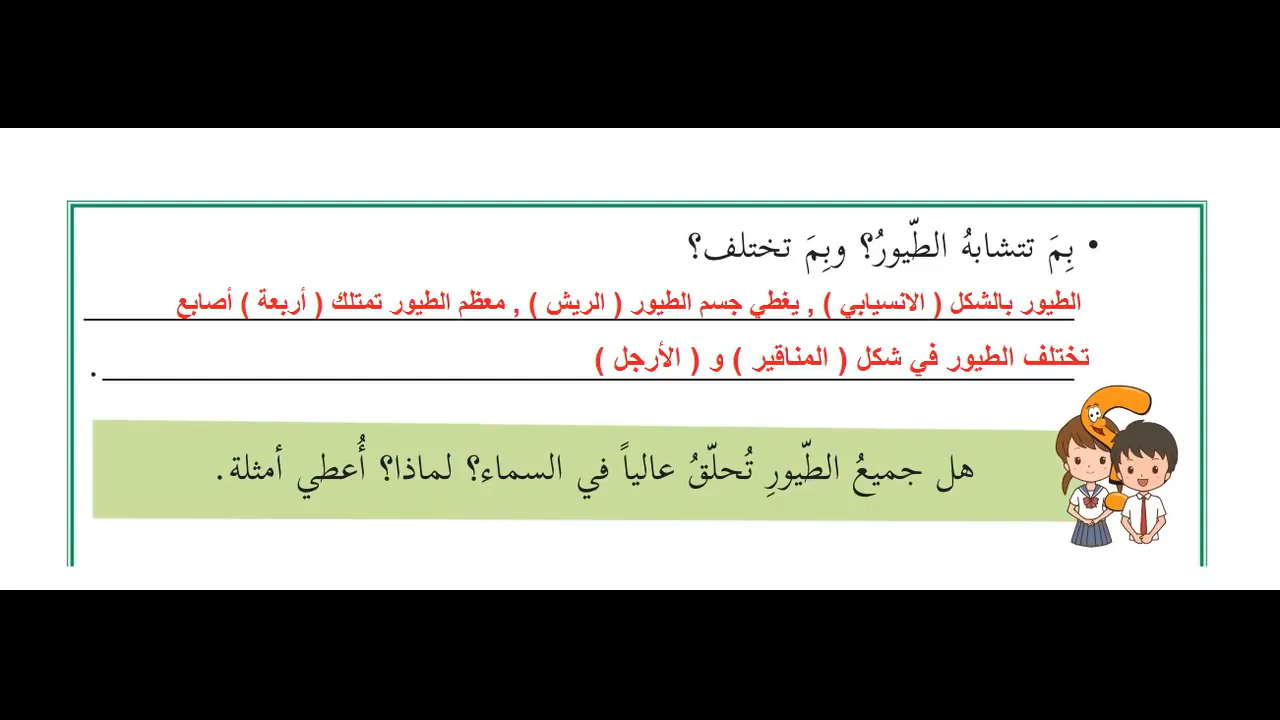 • بِمَ تتشابهُ الطّيورُ؟ وبِمَ تختلف؟
الطيور بالشكل ( الانسيابي ) , يغطي جسم الطيور ( الريش ) , معظم الطيور تمتلك ( أربعة ) أصابع
تختلف الطيور في شكل ( المناقير ) و ( الأرجل ) .
هل جميعُ الطّيورِ تُحلّقُ عالياً في السماء؟ لماذا؟ أُعطي أمثلة.